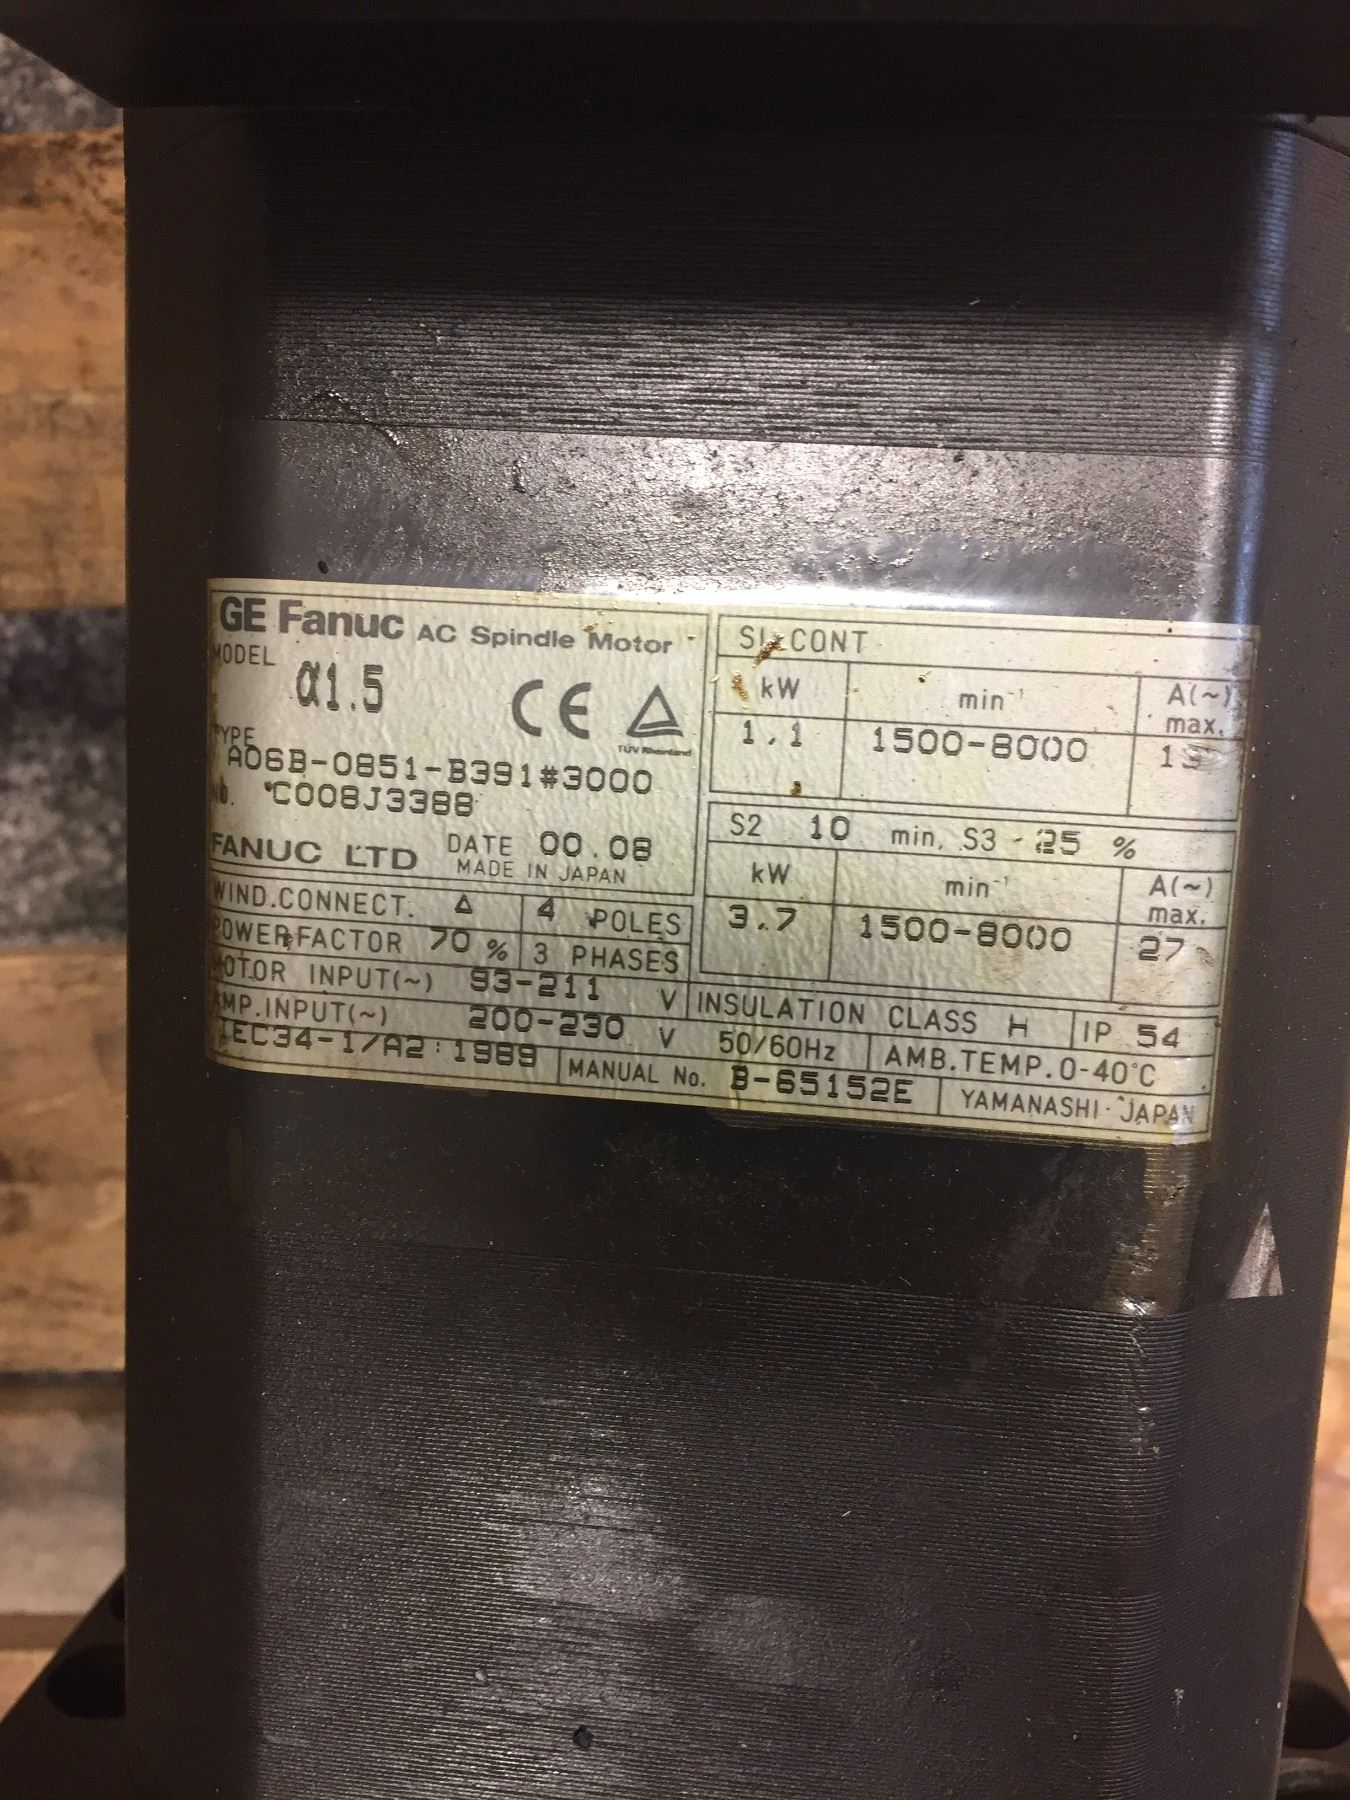 GE Fanuc AC Spindle Motor
MODEL α1.5
CE
TÜV Rheinland
TYPE A06B-0851-B391#3000
NO. C008J3388
FANUC LTD DATE 00.08
MADE IN JAPAN
S1 CONT
kW min⁻¹ A(~) max.
1.1 1500-8000
S2 10 min, S3 25 %
kW min⁻¹ A(~) max.
3.7 1500-8000 27
WIND.CONNECT. Δ 4 POLES
POWER FACTOR 70 % 3 PHASES
MOTOR INPUT(~) 93-211 V INSULATION CLASS H IP 54
AMP.INPUT(~) 200-230 V 50/60Hz AMB.TEMP.0-40°C
IEC34-1/A2:1989 MANUAL No. B-65152E YAMANASHI JAPAN